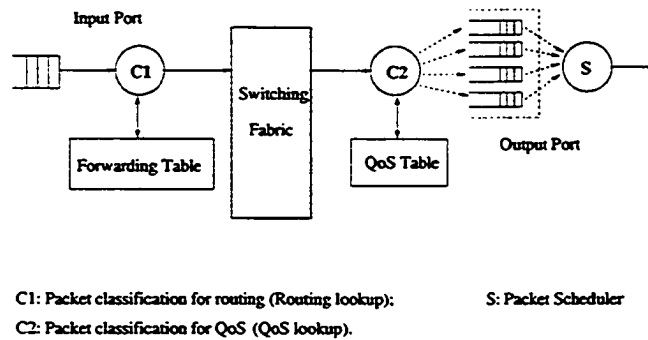 Input Port
C1
Switching
Fabric
C2
S
Forwarding Table
QoS Table
Output Port
C1: Packet classification for routing (Routing lookup);
S: Packet Scheduler
C2: Packet classification for QoS (QoS lookup).